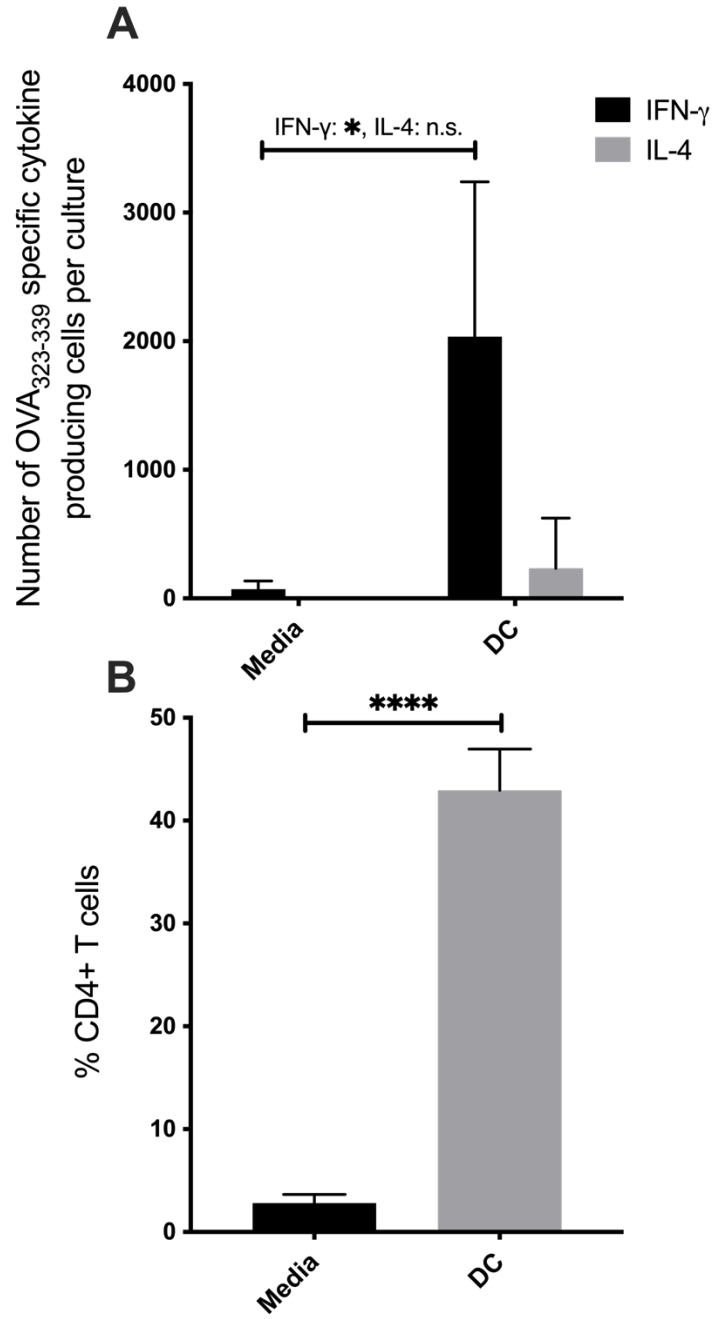 A
Number of OVA323-339 specific cytokine
producing cells per culture
4000
3000
2000
1000
0
IFN-γ: ✱, IL-4: n.s.
IFN-γ
IL-4
Media
DC
B
% CD4+ T cells
50
40
30
20
10
0
✱✱✱✱
Media
DC